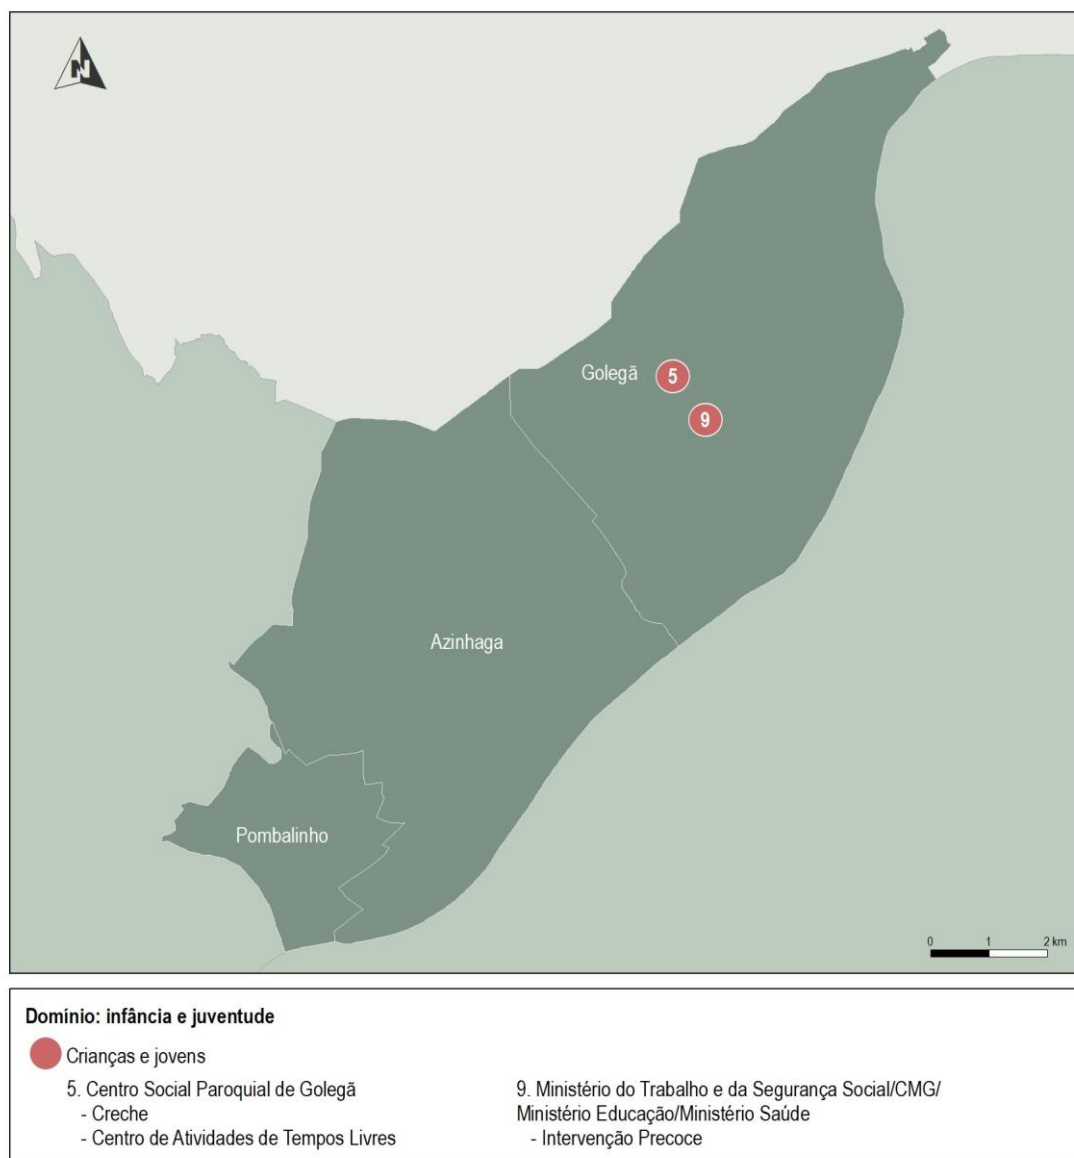 N
Golegã
5
9
Azinhaga
Pombalinho
0 1 2 km
Domínio: infância e juventude
Crianças e jovens
5. Centro Social Paroquial de Golegã
- Creche
- Centro de Atividades de Tempos Livres
9. Ministério do Trabalho e da Segurança Social/CMG/
Ministério Educação/Ministério Saúde
- Intervenção Precoce